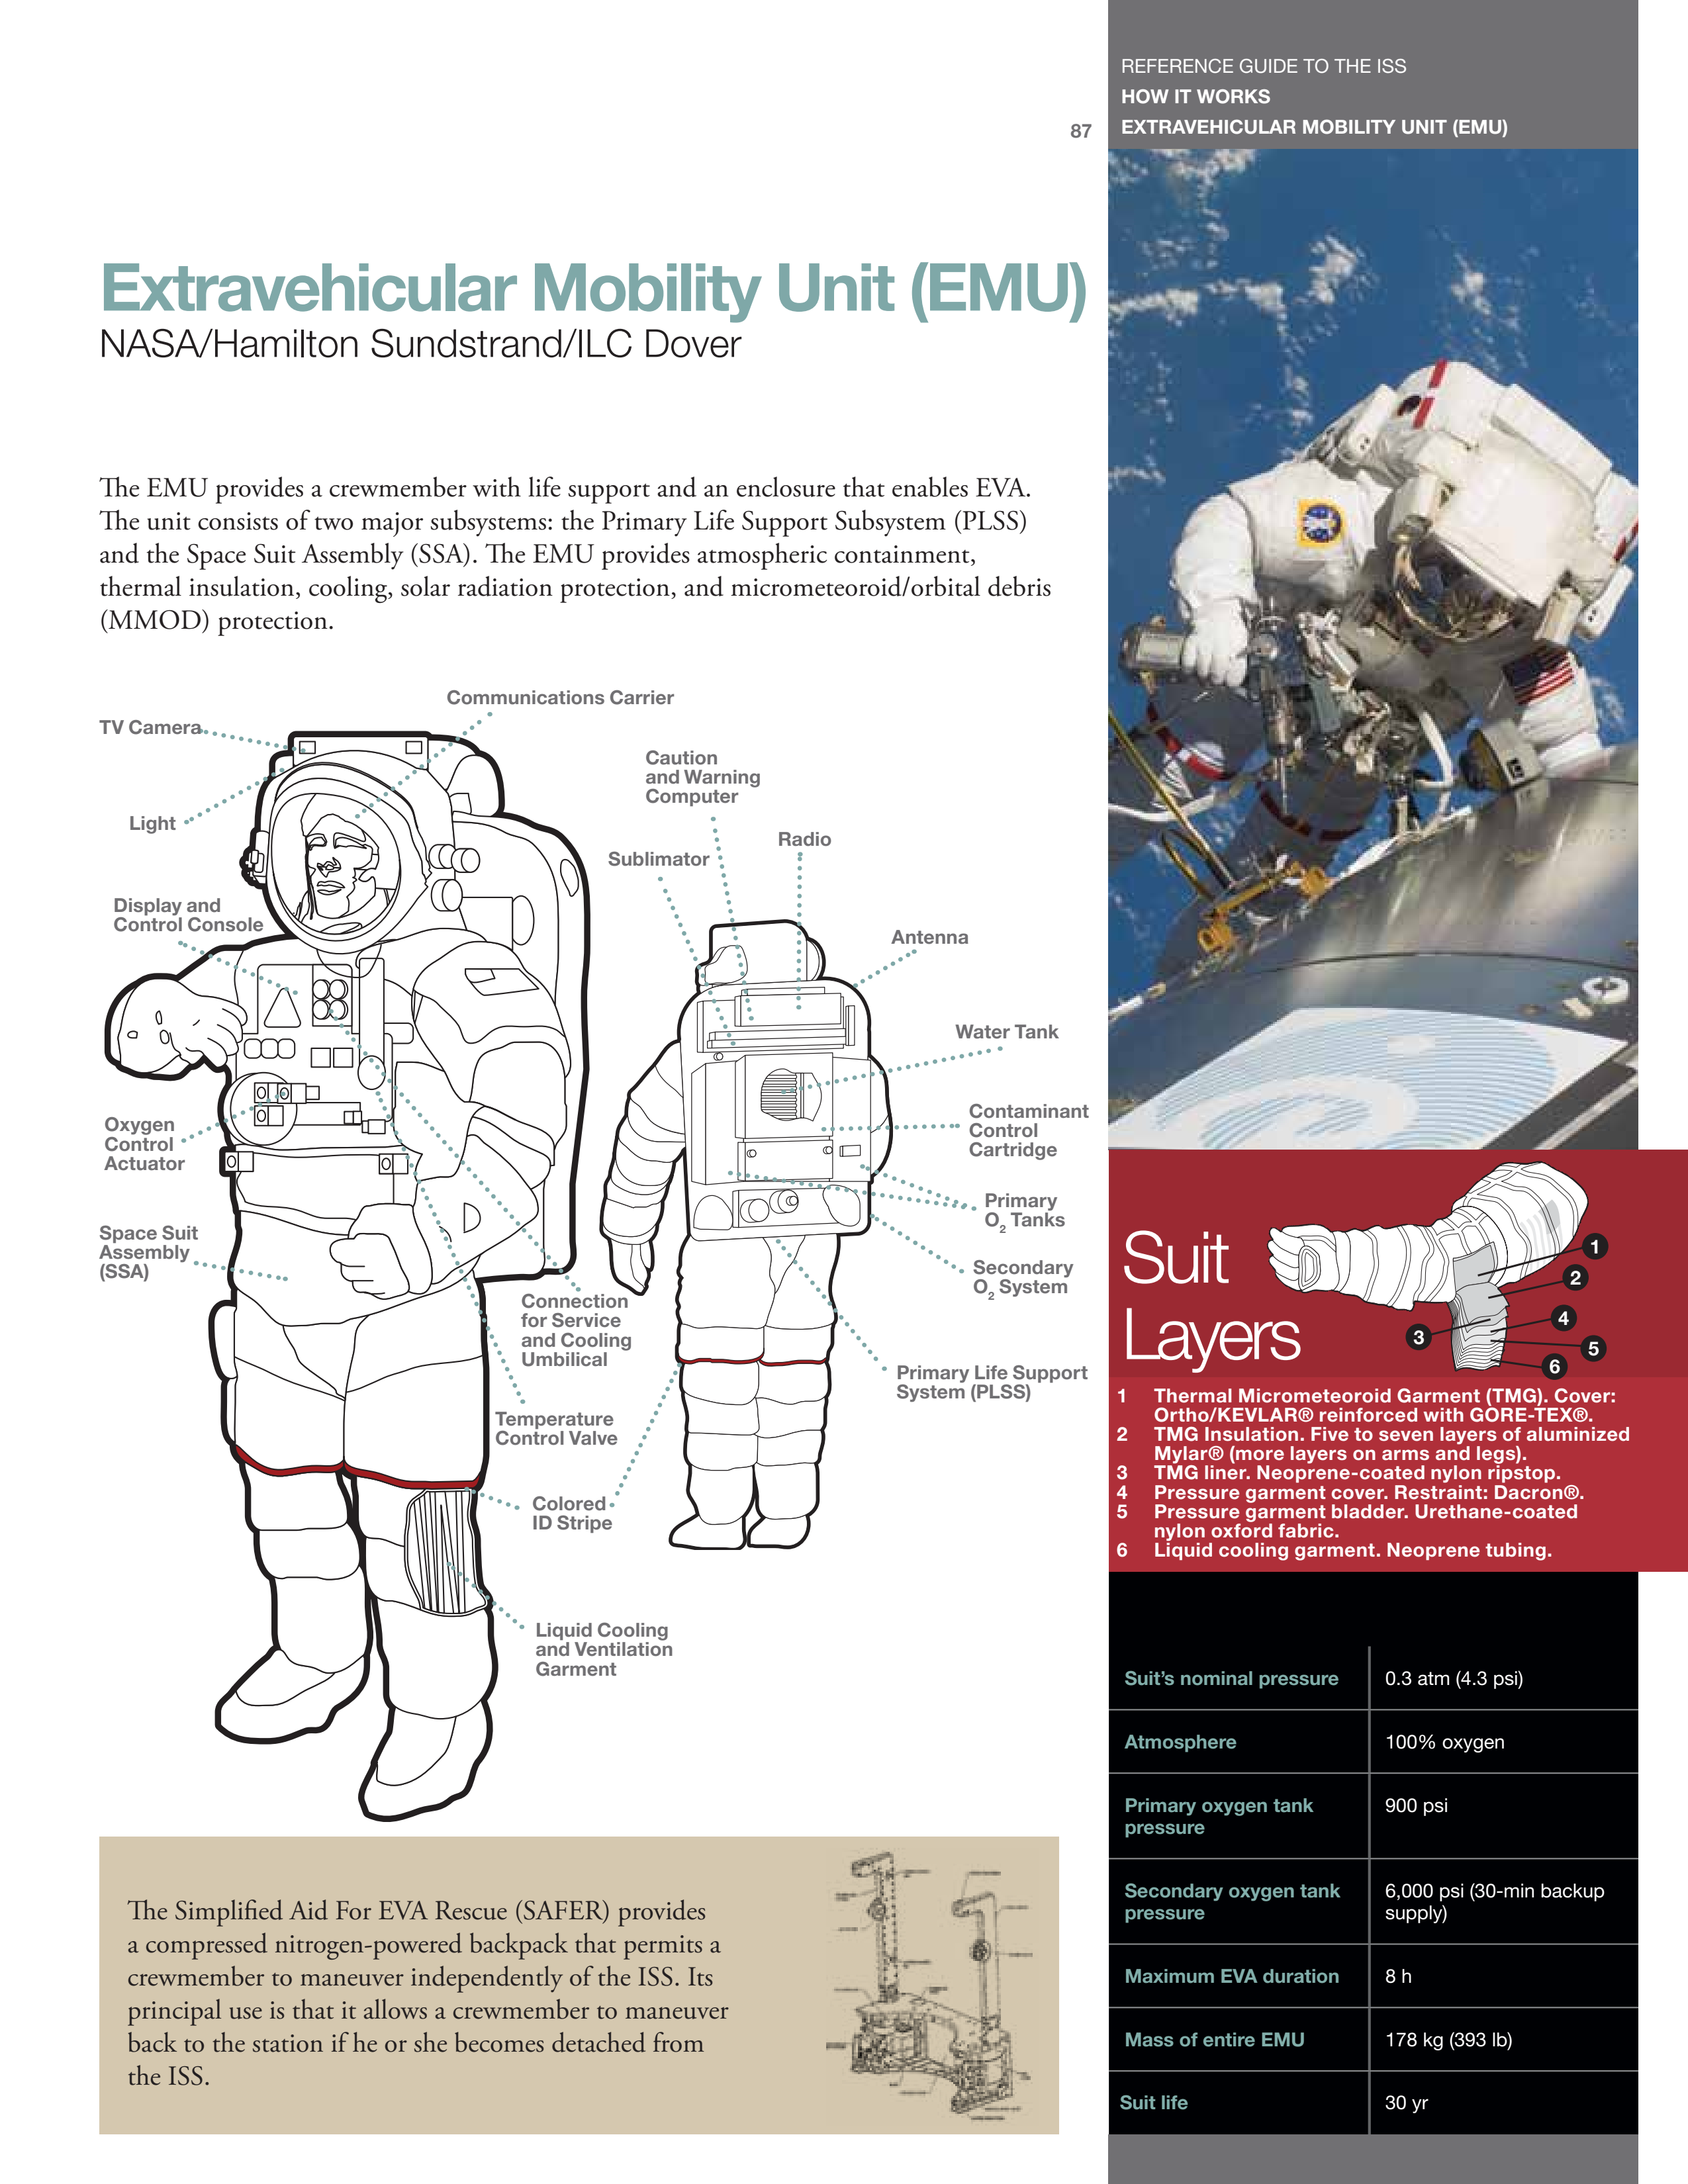 REFERENCE GUIDE TO THE ISS
HOW IT WORKS
87
EXTRAVEHICULAR MOBILITY UNIT (EMU)
Extravehicular Mobility Unit (EMU)
NASA/Hamilton Sundstrand/ILC Dover
The EMU provides a crewmember with life support and an enclosure that enables EVA.
The unit consists of two major subsystems: the Primary Life Support Subsystem (PLSS)
and the Space Suit Assembly (SSA). The EMU provides atmospheric containment,
thermal insulation, cooling, solar radiation protection, and micrometeoroid/orbital debris
(MMOD) protection.
Communications Carrier
TV Camera
Light
Display and
Control Console
Oxygen
Control
Actuator
Space Suit
Assembly
(SSA)
Connection
for Service
and Cooling
Umbilical
Temperature
Control Valve
Colored
ID Stripe
Liquid Cooling
and Ventilation
Garment
Caution
and Warning
Computer
Sublimator
Radio
Antenna
Water Tank
Contaminant
Control
Cartridge
Primary
O2 Tanks
Secondary
O2 System
Primary Life Support
System (PLSS)
Suit
Layers
1
2
3
4
5
6
1 Thermal Micrometeoroid Garment (TMG). Cover:
Ortho/KEVLAR® reinforced with GORE-TEX®.
2 TMG Insulation. Five to seven layers of aluminized
Mylar® (more layers on arms and legs).
3 TMG liner. Neoprene-coated nylon ripstop.
4 Pressure garment cover. Restraint: Dacron®.
5 Pressure garment bladder. Urethane-coated
nylon oxford fabric.
6 Liquid cooling garment. Neoprene tubing.
Suit's nominal pressure 0.3 atm (4.3 psi)
Atmosphere 100% oxygen
Primary oxygen tank 900 psi
pressure
Secondary oxygen tank 6,000 psi (30-min backup
pressure supply)
Maximum EVA duration 8 h
Mass of entire EMU 178 kg (393 lb)
Suit life 30 yr
The Simplified Aid For EVA Rescue (SAFER) provides
a compressed nitrogen-powered backpack that permits a
crewmember to maneuver independently of the ISS. Its
principal use is that it allows a crewmember to maneuver
back to the station if he or she becomes detached from
the ISS.